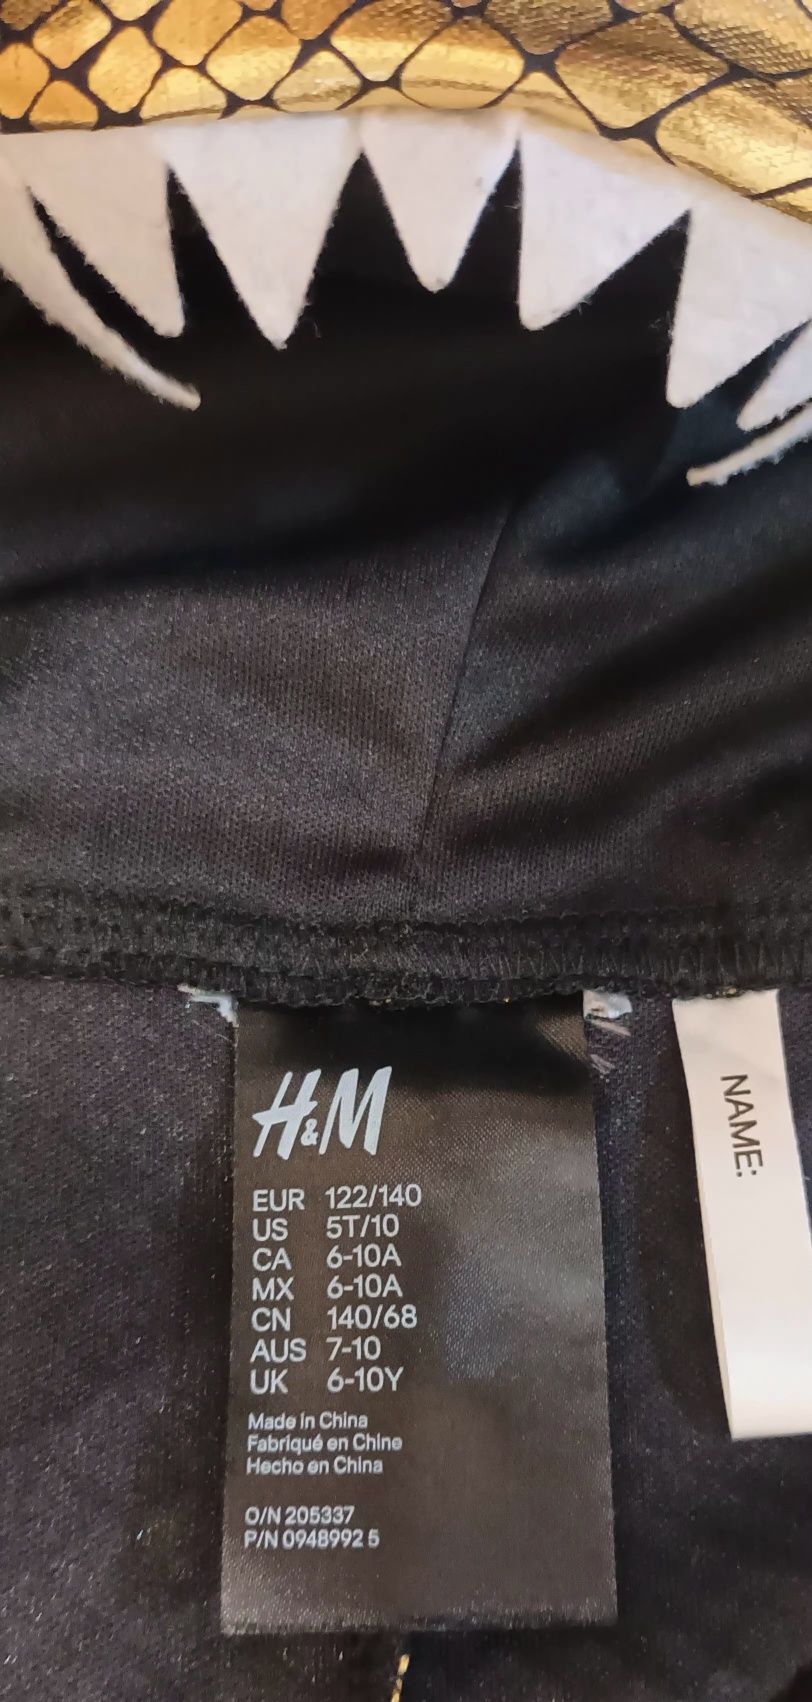 H&M
EUR 122/140
US 5T/10
CA 6-10A
MX 6-10A
CN 140/68
AUS 7-10
UK 6-10Y
Made in China
Fabriqué en Chine
Hecho en China
O/N 205337
P/N 0948992 5
NAME: